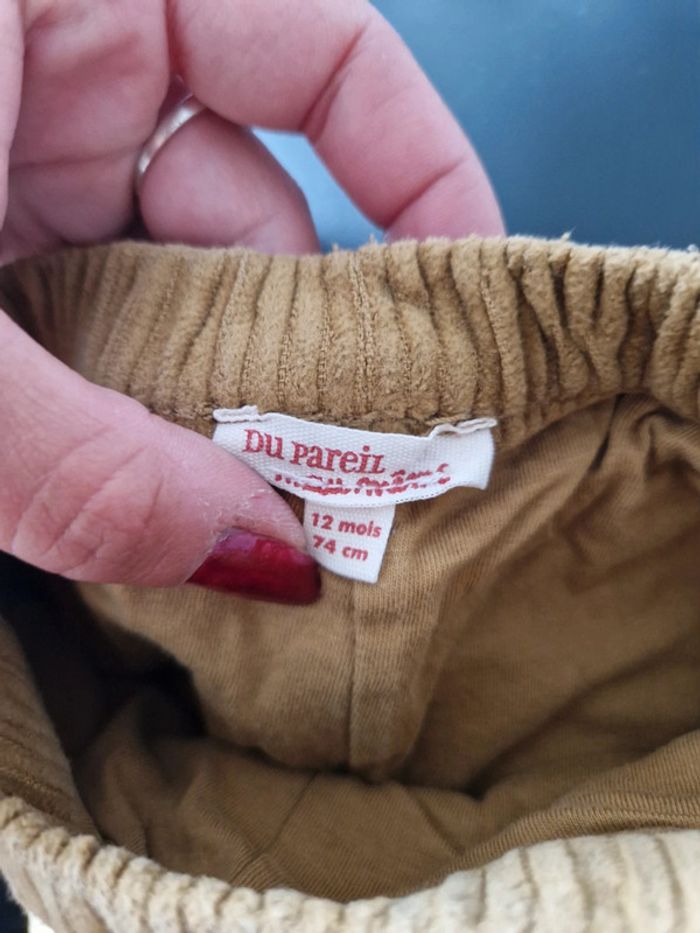 Du pareil
12 mois
74 cm